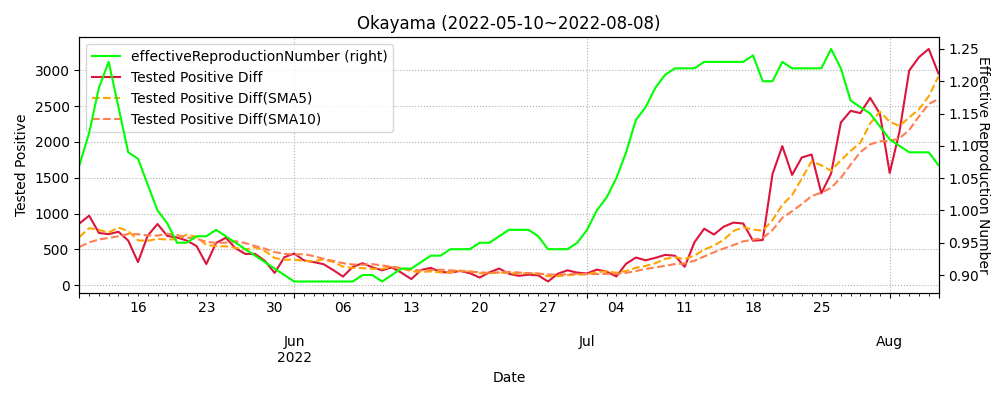 Okayama (2022-05-10~2022-08-08)
effectiveReproductionNumber (right)
Tested Positive Diff
Tested Positive Diff(SMA5)
Tested Positive Diff(SMA10)
Tested Positive
3000
2500
2000
1500
1000
500
0
1.25
1.20
1.15
1.10
1.05
1.00
0.95
0.90
Effective Reproduction Number
16 23 30 06 13 20 27 04 11 18 25
Jun Jul Aug
2022
Date